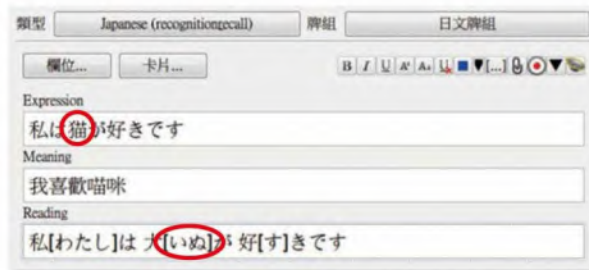 類型 Japanese (recognition&recall) 牌組 日文牌組
欄位... 卡片... B I U A A U [...]
Expression
私は猫が好きです
Meaning
我喜歡喵咪
Reading
私[わたし]は 犬[いぬ]が 好[す]きです